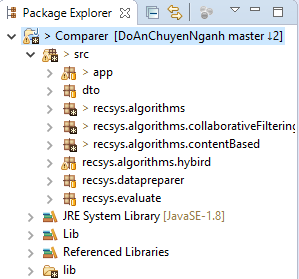 Package Explorer
> Comparer [DoAnChuyenNganh master ↓2]
> src
> app
dto
> recsys.algorithms
> recsys.algorithms.collaborativeFiltering
> recsys.algorithms.contentBased
recsys.algorithms.hybird
recsys.datapreparer
recsys.evaluate
JRE System Library [JavaSE-1.8]
Lib
Referenced Libraries
lib